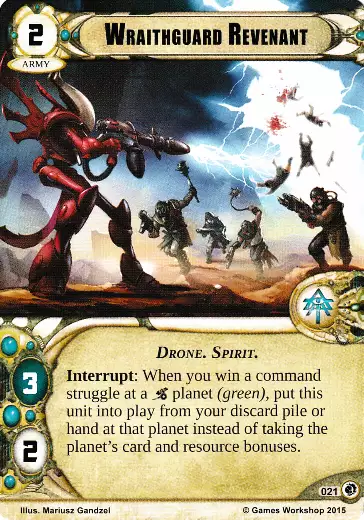 2
WRAITHGUARD REVENANT
ARMY
DRONE. SPIRIT.
3
Interrupt: When you win a command
struggle at a planet (green), put this
unit into play from your discard pile or
hand at that planet instead of taking the
planet's card and resource bonuses.
2
021
Illus. Mariusz Gandzel © Games Workshop 2015